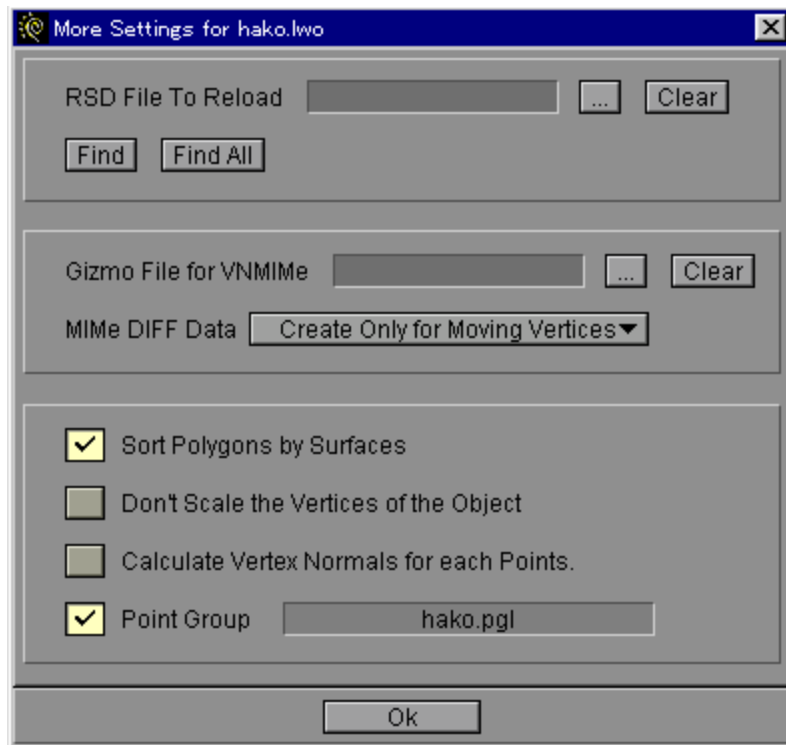 More Settings for hako.lwo
RSD File To Reload ... Clear
Find Find All
Gizmo File for VNMIMe ... Clear
MIMe DIFF Data Create Only for Moving Vertices
Sort Polygons by Surfaces
Don't Scale the Vertices of the Object
Calculate Vertex Normals for each Points.
Point Group hako.pgl
Ok